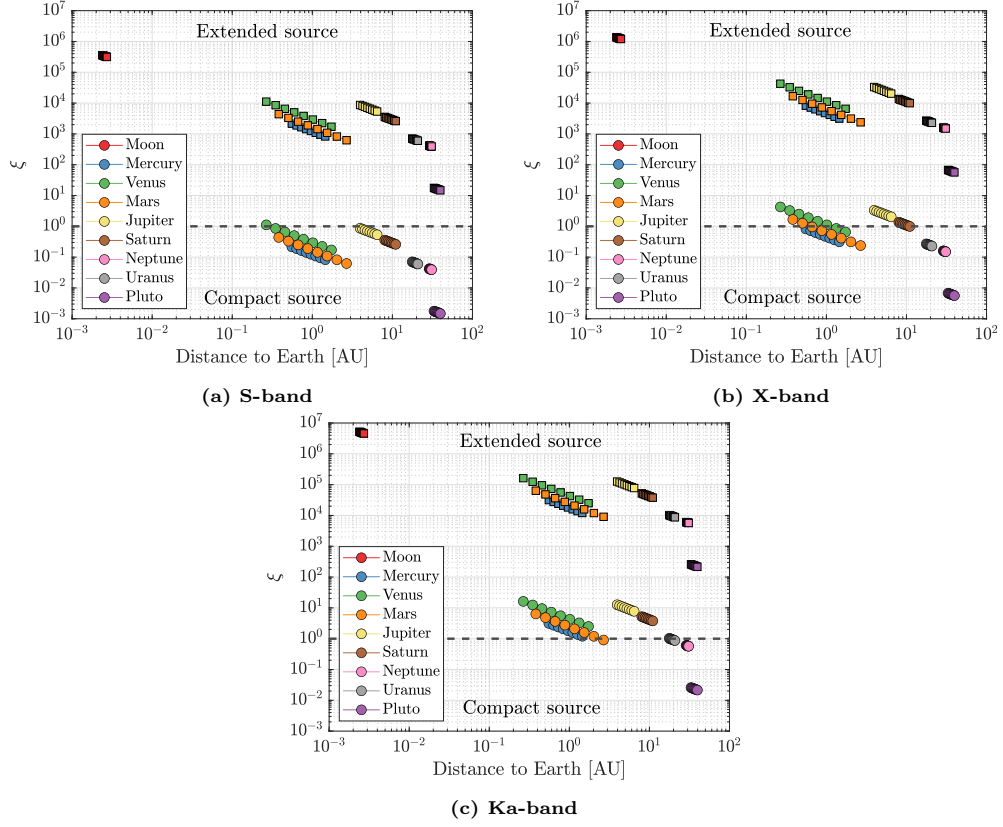 Extended source
10^7
10^6
10^5
10^4
10^3
10^2
10^1
10^0
10^-1
10^-2
10^-3
ξ
Moon
Mercury
Venus
Mars
Jupiter
Saturn
Neptune
Uranus
Pluto
Compact source
10^-3 10^-2 10^-1 10^0 10^1 10^2
Distance to Earth [AU]
(a) S-band
Extended source
10^7
10^6
10^5
10^4
10^3
10^2
10^1
10^0
10^-1
10^-2
10^-3
ξ
Moon
Mercury
Venus
Mars
Jupiter
Saturn
Neptune
Uranus
Pluto
Compact source
10^-3 10^-2 10^-1 10^0 10^1 10^2
Distance to Earth [AU]
(b) X-band
Extended source
10^7
10^6
10^5
10^4
10^3
10^2
10^1
10^0
10^-1
10^-2
10^-3
ξ
Moon
Mercury
Venus
Mars
Jupiter
Saturn
Neptune
Uranus
Pluto
Compact source
10^-3 10^-2 10^-1 10^0 10^1 10^2
Distance to Earth [AU]
(c) Ka-band